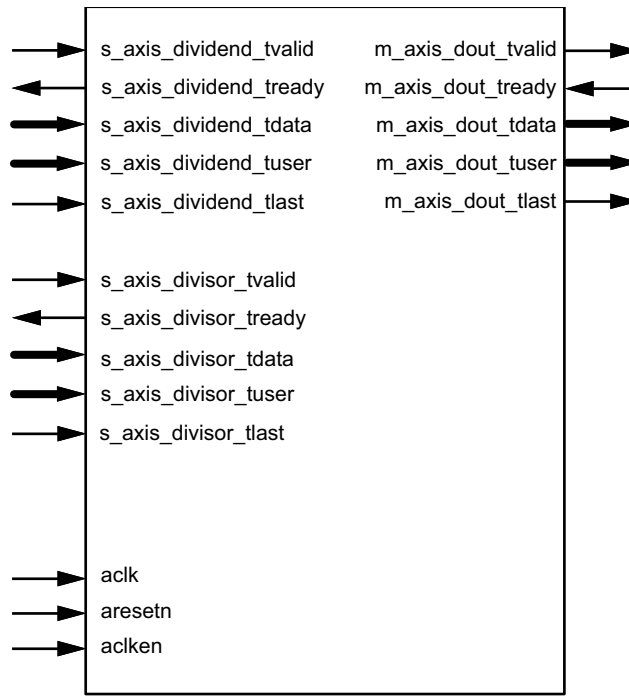 s_axis_dividend_tvalid
s_axis_dividend_tready
s_axis_dividend_tdata
s_axis_dividend_tuser
s_axis_dividend_tlast
s_axis_divisor_tvalid
s_axis_divisor_tready
s_axis_divisor_tdata
s_axis_divisor_tuser
s_axis_divisor_tlast
aclk
aresetn
aclken
m_axis_dout_tvalid
m_axis_dout_tready
m_axis_dout_tdata
m_axis_dout_tuser
m_axis_dout_tlast